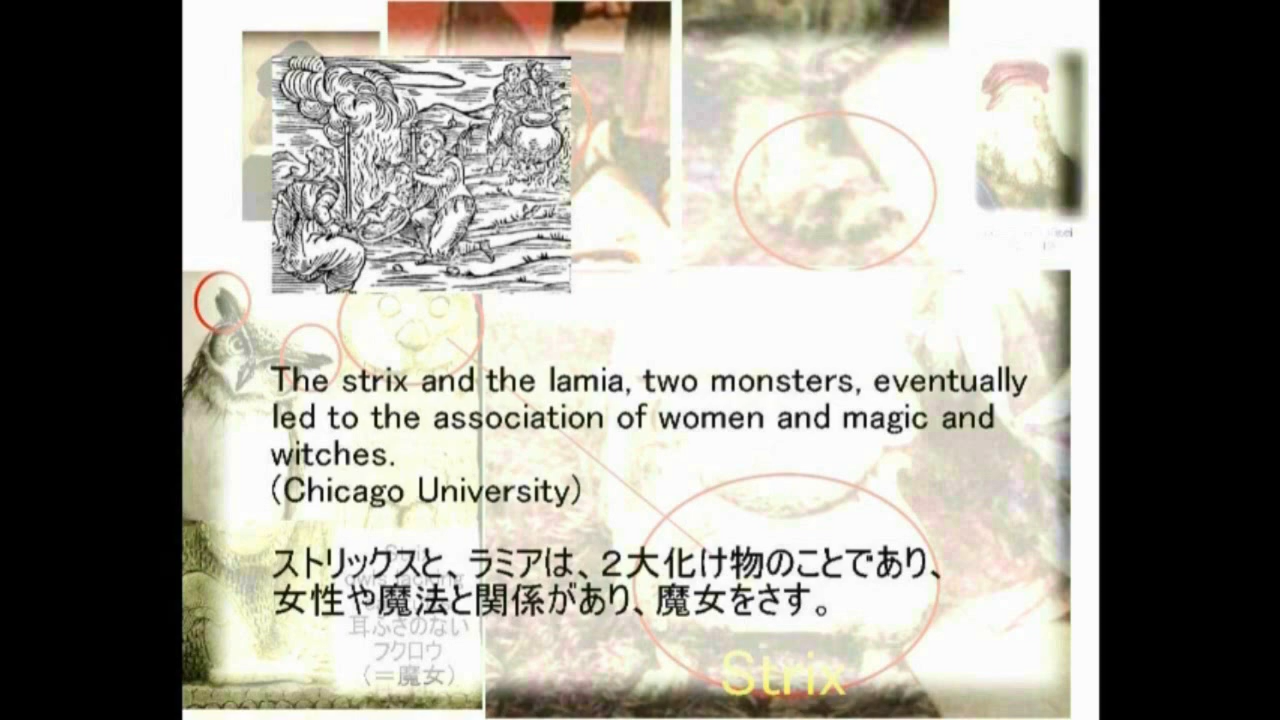 The strix and the lamia, two monsters, eventually
led to the association of women and magic and
witches.
(Chicago University)
ストリックスと、ラミアは、２大化け物のことであり、
女性や魔法と関係があり、魔女をさす。
耳ふさのない
フクロウ
（＝魔女）
Strix